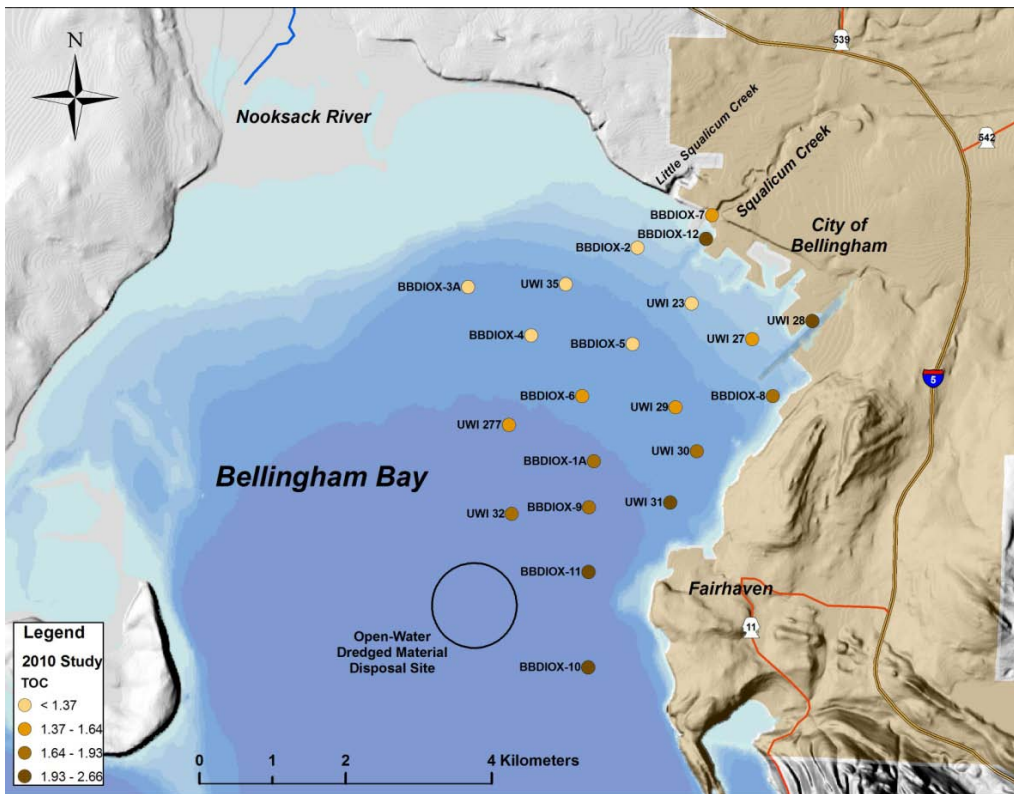 539
N
Nooksack River
542
Little Squalicum Creek
Squalicum Creek
BBDIOX-7
BBDIOX-12
City of
Bellingham
BBDIOX-2
BBDIOX-3A
UWI 35
UWI 23
UWI 28
BBDIOX-4
BBDIOX-5
UWI 27
5
BBDIOX-6
BBDIOX-8
UWI 29
UWI 277
UWI 30
BBDIOX-1A
Bellingham Bay
UWI 31
BBDIOX-9
UWI 32
BBDIOX-11
Fairhaven
11
Open-Water
Dredged Material
Disposal Site
BBDIOX-10
Legend
2010 Study
TOC
< 1.37
1.37 - 1.64
1.64 - 1.93
1.93 - 2.66
0 1 2 4 Kilometers